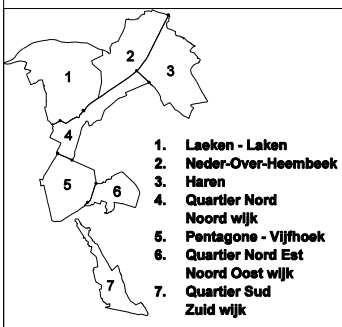 1
2
3
4
5
6
7
1. Laeken - Laken
2. Neder-Over-Heembeek
3. Haren
4. Quartier Nord
Noord wijk
5. Pentagone - Vijfhoek
6. Quartier Nord Est
Noord Oost wijk
7. Quartier Sud
Zuid wijk